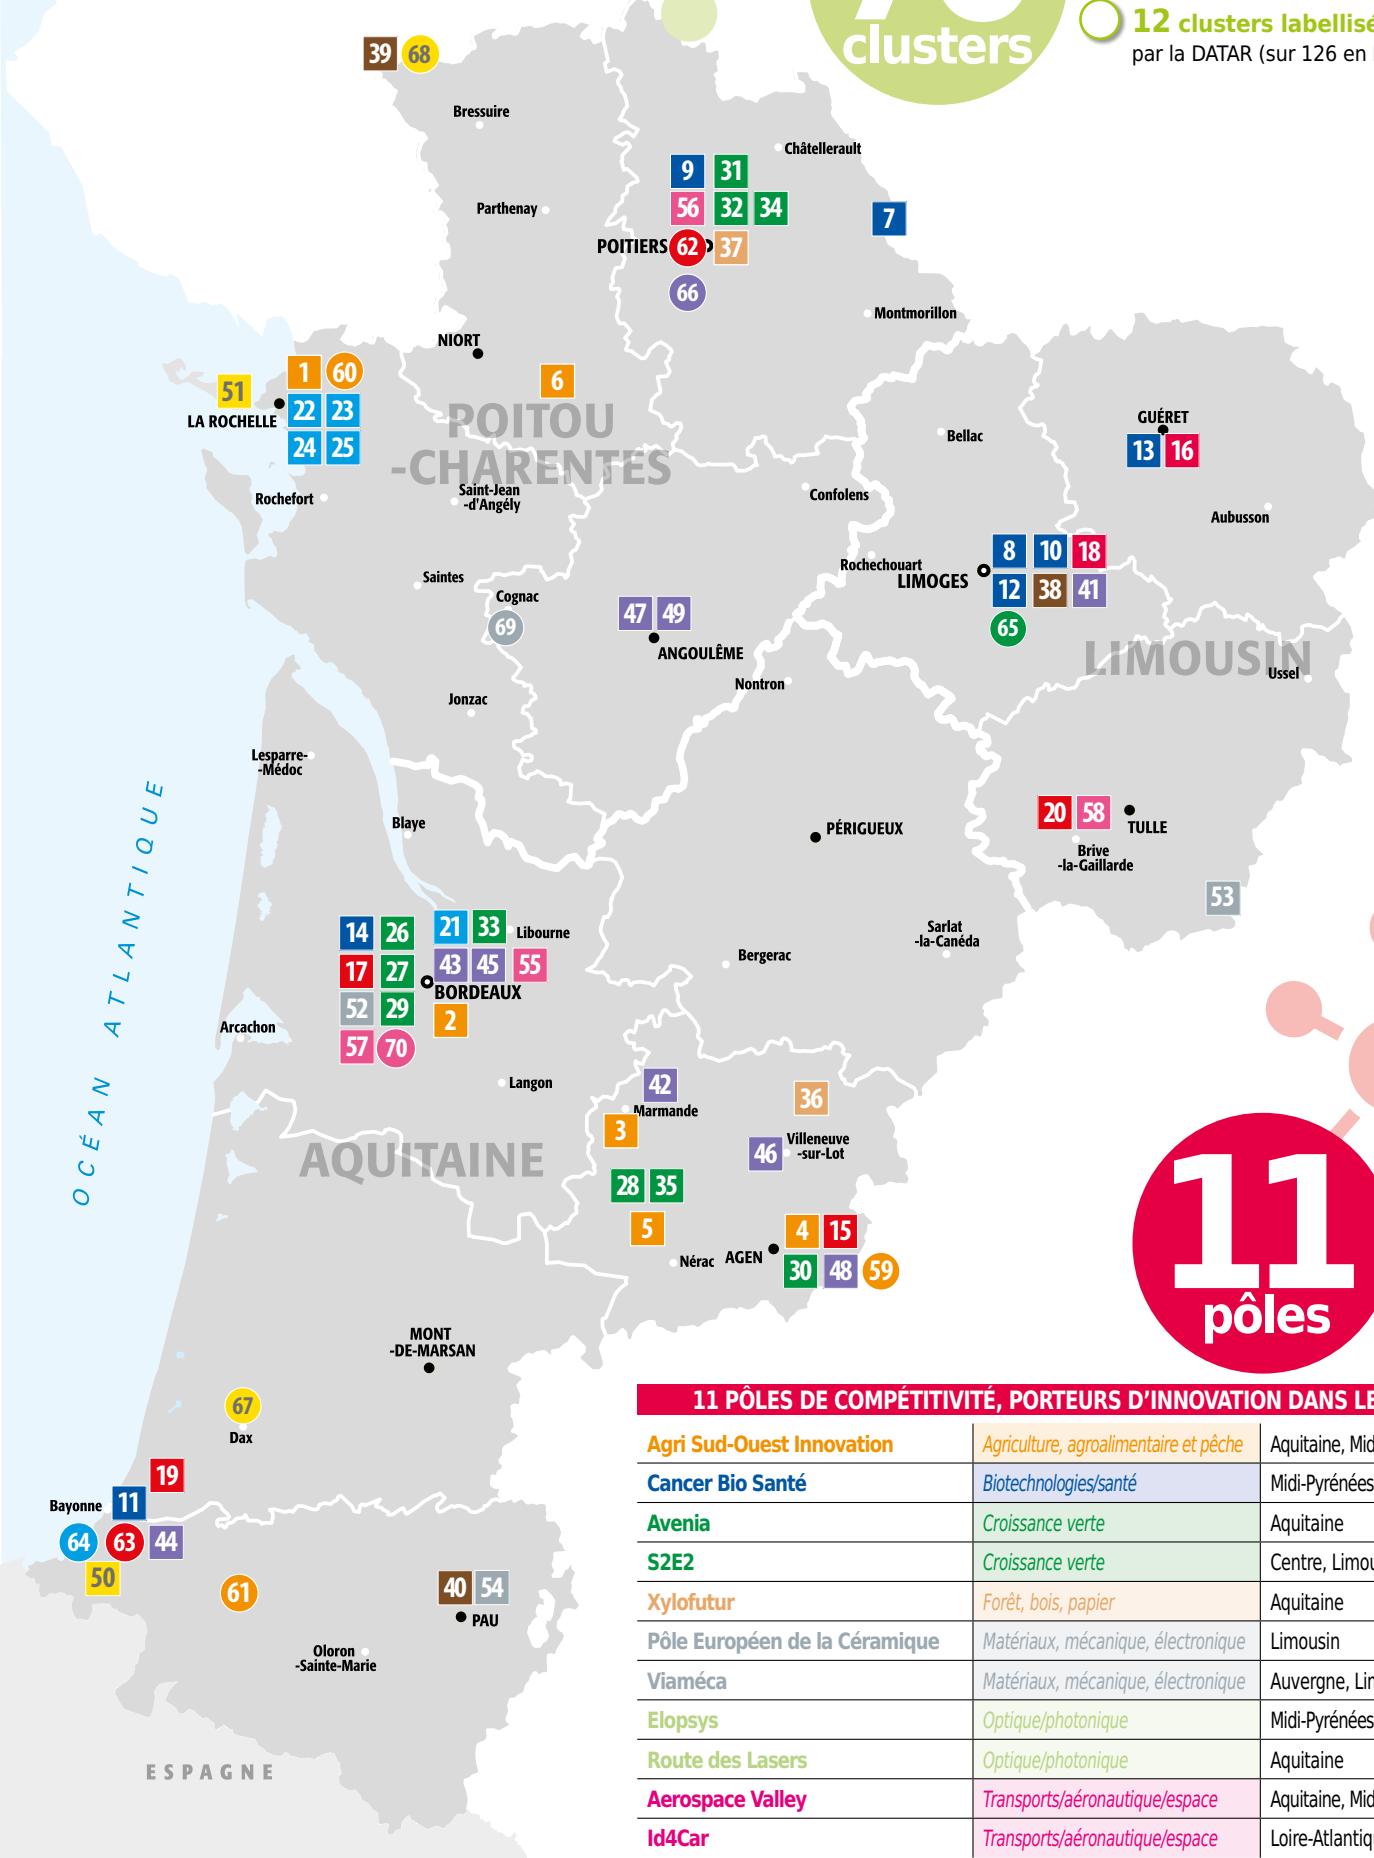 clusters
12 clusters labellisé
par la DATAR (sur 126 en
39 68
Bressuire
Châtellerault
9 31
Parthenay
56 32 34
7
POITIERS 62 37
66
Montmorillon
NIORT
1 60
6
51
22 23
LA ROCHELLE
24 25
POITOU
-CHARENTES
GUÉRET
13 16
Bellac
Confolens
Rochefort
Saint-Jean
-d'Angély
Aubusson
8 10 18
Rochechouart
LIMOGES
12 38 41
65
Saintes
Cognac
69
47 49
ANGOULÊME
LIMOUSIN
Ussel
Nontron
Jonzac
Lesparre-
-Médoc
OCÉAN ATLANTIQUE
Blaye
PÉRIGUEUX
20 58
TULLE
Brive
-la-Gaillarde
53
14 26
21 33
Libourne
17 27
43 45 55
BORDEAUX
52 29
2
57 70
Sarlat
-la-Canéda
Bergerac
Arcachon
Langon
42
Marmande
36
3
46
Villeneuve
-sur-Lot
AQUITAINE
28 35
5
4 15
Nérac
AGEN
30 48 59
11
pôles
MONT
-DE-MARSAN
67
Dax
19
Bayonne
11
64 63 44
50
61
40 54
PAU
Oloron
-Sainte-Marie
ESPAGNE
11 PÔLES DE COMPÉTITIVITÉ, PORTEURS D’INNOVATION DANS LE
Agri Sud-Ouest Innovation Agriculture, agroalimentaire et pêche Aquitaine, Mid
Cancer Bio Santé Biotechnologies/santé Midi-Pyrénées
Avenia Croissance verte Aquitaine
S2E2 Croissance verte Centre, Limou
Xylofutur Forêt, bois, papier Aquitaine
Pôle Européen de la Céramique Matériaux, mécanique, électronique Limousin
Viaméca Matériaux, mécanique, électronique Auvergne, Lim
Elopsys Optique/photonique Midi-Pyrénées
Route des Lasers Optique/photonique Aquitaine
Aerospace Valley Transports/aéronautique/espace Aquitaine, Mid
Id4Car Transports/aéronautique/espace Loire-Atlantiqu